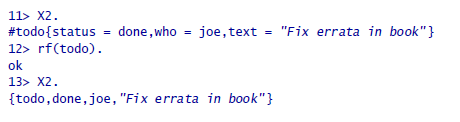 11> X2.
#todo{status = done,who = joe,text = "Fix errata in book"}
12> rf(todo).
ok
13> X2.
{todo,done,joe,"Fix errata in book"}